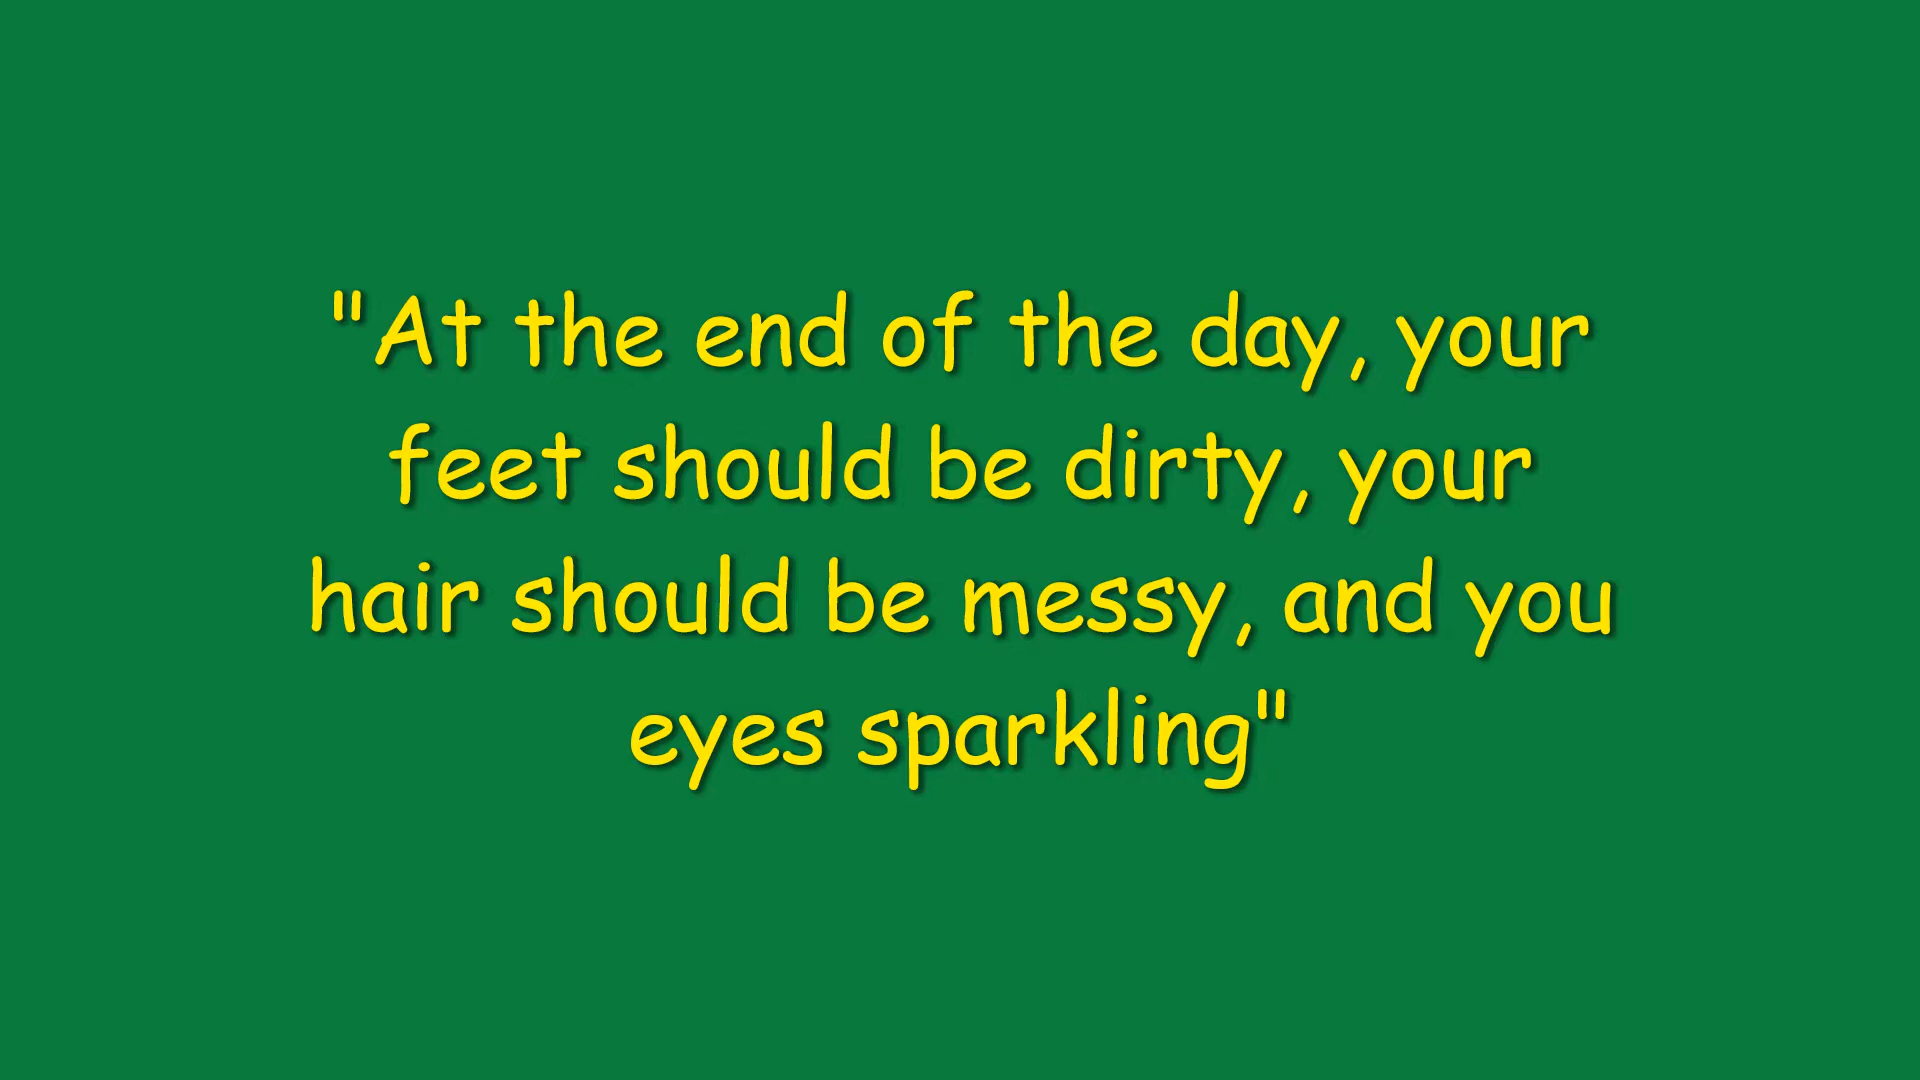 "At the end of the day, your
feet should be dirty, your
hair should be messy, and you
eyes sparkling"